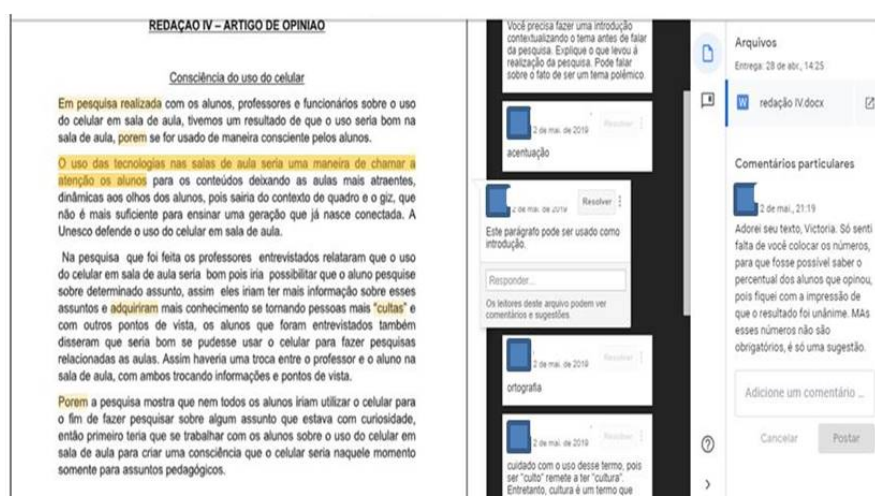 REDAÇÃO IV – ARTIGO DE OPINIAO
Consciência do uso do celular
Em pesquisa realizada com os alunos, professores e funcionários sobre o uso
do celular em sala de aula, tivemos um resultado de que o uso seria bom na
sala de aula, porem se for usado de maneira consciente pelos alunos.
O uso das tecnologias nas salas de aula seria uma maneira de chamar a
atenção os alunos para os conteúdos deixando as aulas mais atraentes,
dinâmicas aos olhos dos alunos, pois sairia do contexto de quadro e o giz, que
não é mais suficiente para ensinar uma geração que já nasce conectada. A
Unesco defende o uso do celular em sala de aula.
Na pesquisa que foi feita os professores entrevistados relataram que o uso
do celular em sala de aula seria bom pois iria possibilitar que o aluno pesquise
sobre determinado assunto, assim eles iriam ter mais informação sobre esses
assuntos e adquiriram mais conhecimento se tornando pessoas mais "cultas" e
com outros pontos de vista, os alunos que foram entrevistados também
disseram que seria bom se pudesse usar o celular para fazer pesquisas
relacionadas as aulas. Assim haveria uma troca entre o professor e o aluno na
sala de aula, com ambos trocando informações e pontos de vista.
Porem a pesquisa mostra que nem todos os alunos iriam utilizar o celular para
o fim de fazer pesquisar sobre algum assunto que estava com curiosidade,
então primeiro teria que se trabalhar com os alunos sobre o uso do celular em
sala de aula para criar uma consciência que o celular seria naquele momento
somente para assuntos pedagógicos.
Você precisa fazer uma introdução
contextualizando o tema antes de falar
da pesquisa. Explique o que levou à
realização da pesquisa. Pode falar
sobre o fato de ser um tema polêmico.
2 de mai. de 2019 Resolver
acentuação
2 de mai. de 2019 Resolver
Este parágrafo pode ser usado como
introdução.
Responder...
Os leitores deste arquivo podem ver
comentários e sugestões.
2 de mai. de 2019 Resolver
ortografia
2 de mai. de 2019 Resolver
cuidado com o uso desse termo, pois
ser "culto" remete a ter "cultura".
Entretanto, cultura é um termo que
Arquivos
Entrega: 28 de abr., 14:25
W redação IV.docx
Comentários particulares
2 de mai., 21:19
Adorei seu texto, Victoria. Só senti
falta de você colocar os números,
para que fosse possível saber o
percentual dos alunos que opinou,
pois fiquei com a impressão de
que o resultado foi unânime. MAs
esses números não são
obrigatórios, é só uma sugestão.
Adicione um comentário ...
Cancelar Postar